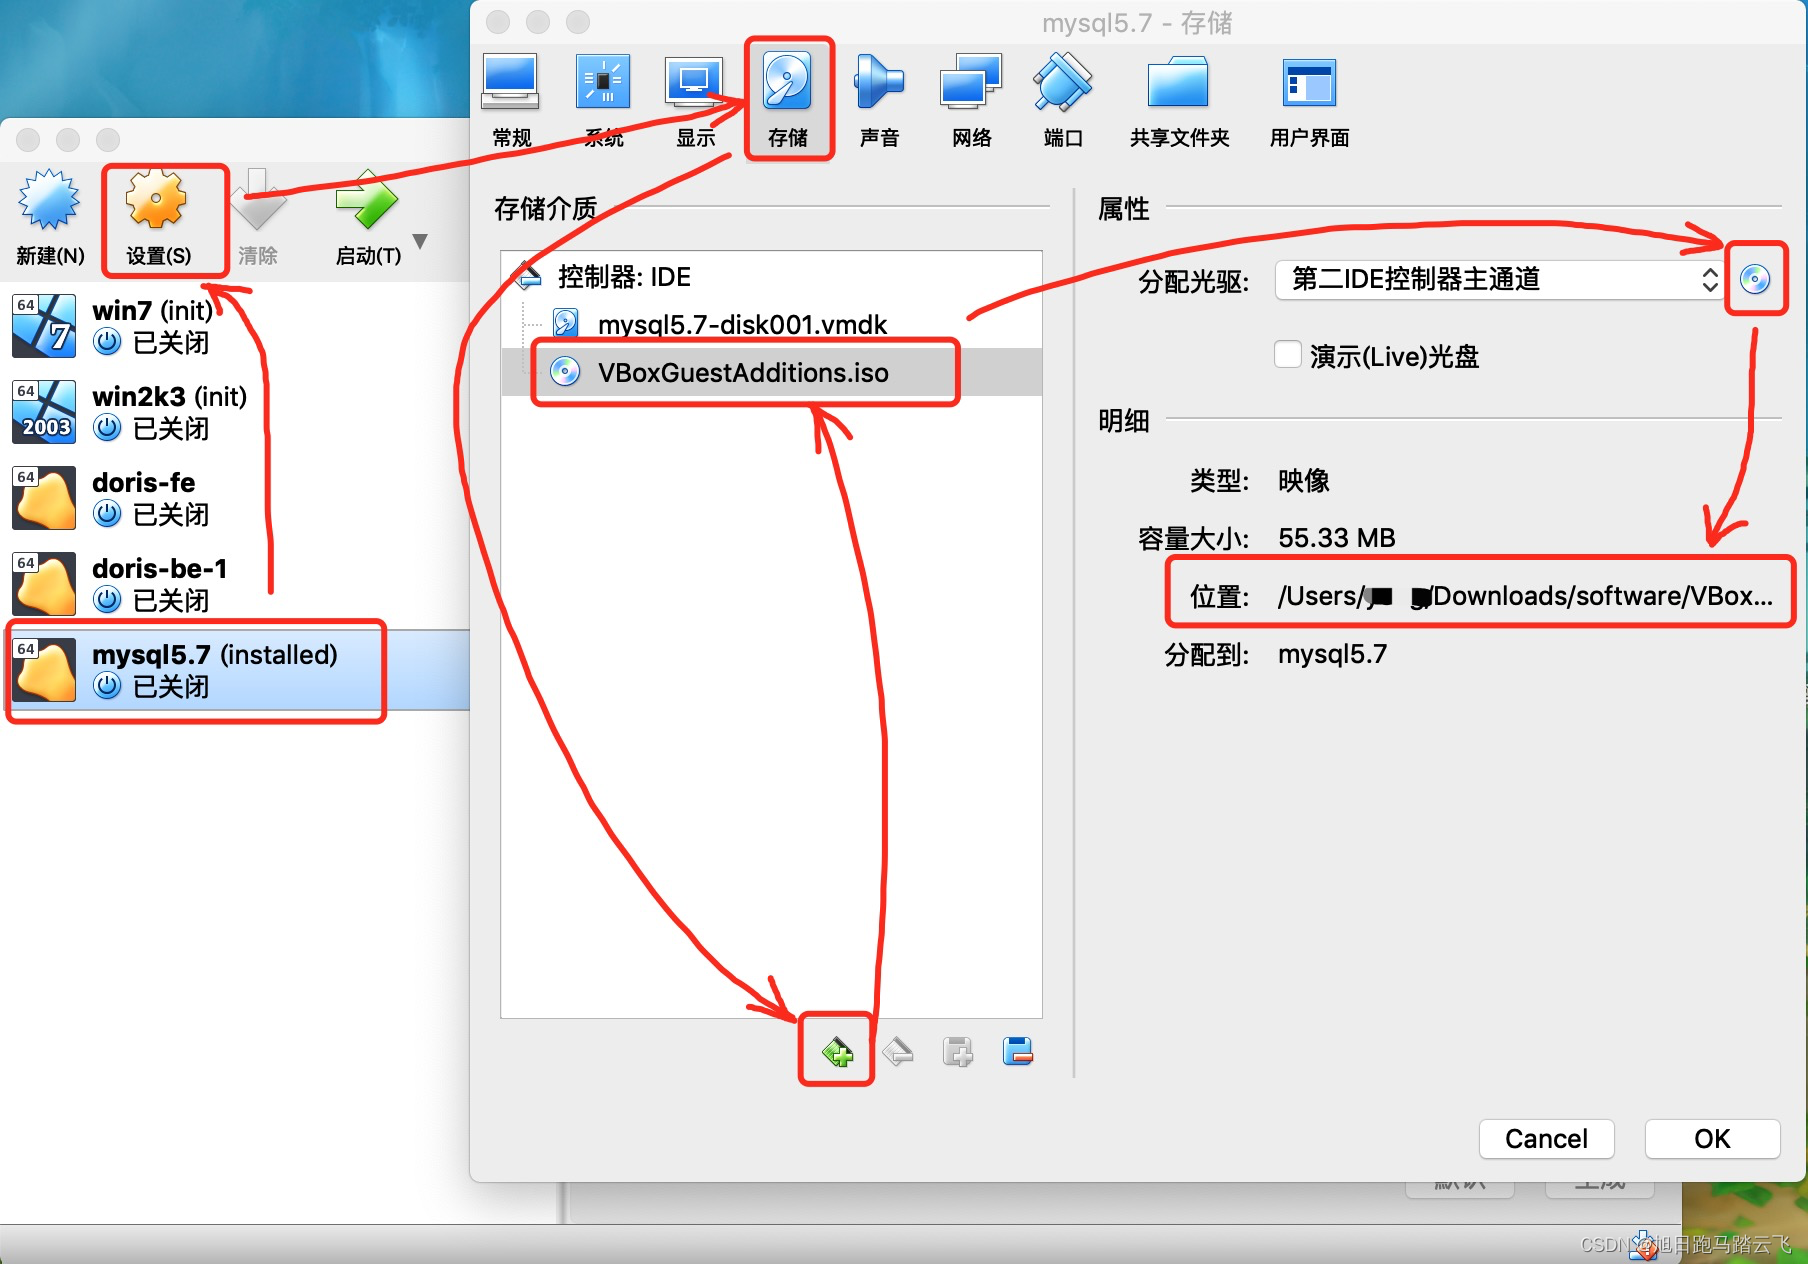 mysql5.7 - 存储
常规 系统 显示 存储 声音 网络 端口 共享文件夹 用户界面
新建(N) 设置(S) 清除 启动(T)
64
7
win7 (init)
已关闭
64
2003
win2k3 (init)
已关闭
64
doris-fe
已关闭
64
doris-be-1
已关闭
64
mysql5.7 (installed)
已关闭
存储介质
控制器: IDE
mysql5.7-disk001.vmdk
VBoxGuestAdditions.iso
属性
分配光驱: 第二IDE控制器主通道
演示(Live)光盘
明细
类型: 映像
容量大小: 55.33 MB
位置: /Users/ /Downloads/software/VBox...
分配到: mysql5.7
Cancel OK
CSDN @旭日跑马踏云飞